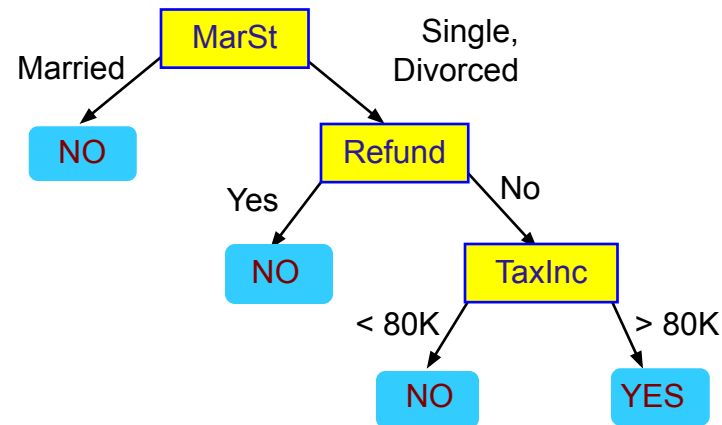 MarSt
Single,
Married
Divorced
NO
Refund
Yes
No
NO
TaxInc
< 80K
> 80K
NO
YES